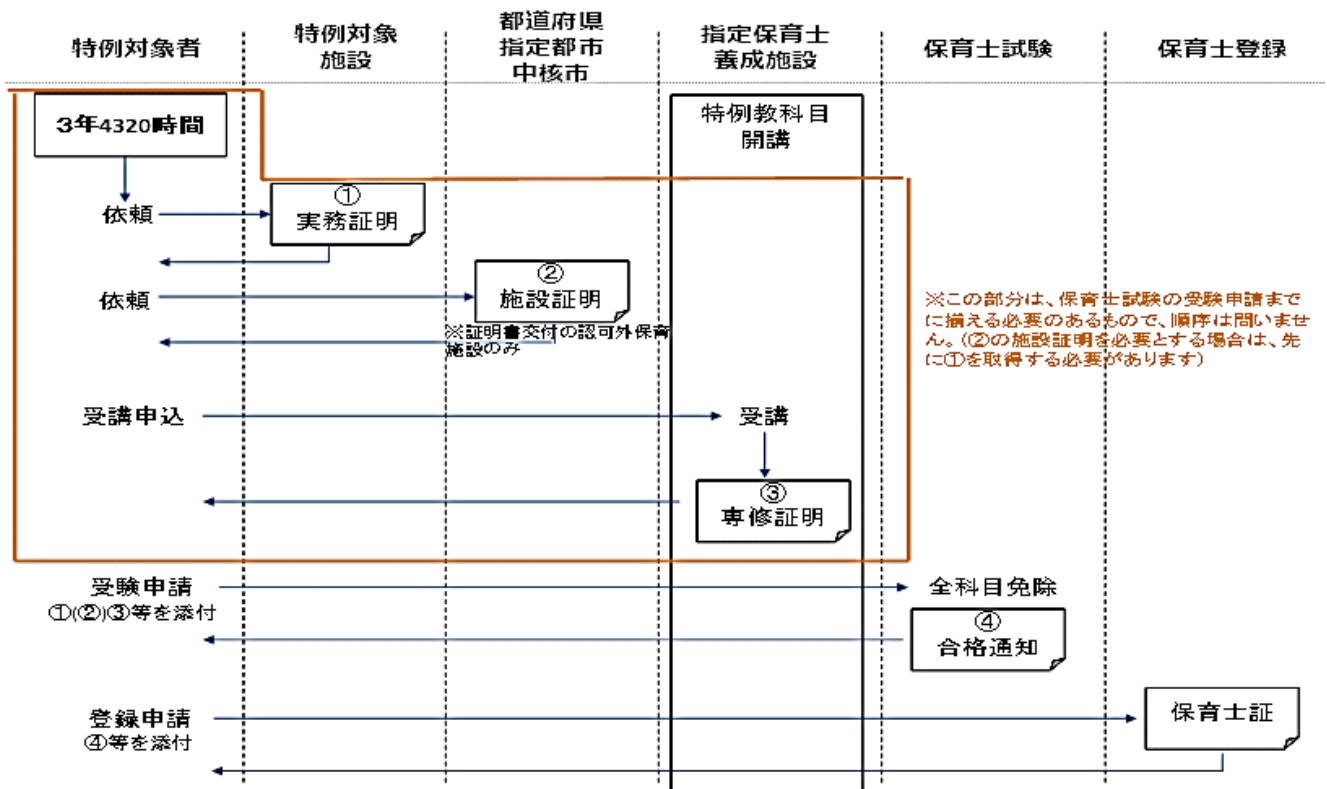 特例対象者
特例対象
施設
都道府県
指定都市
中核市
指定保育士
養成施設
保育士試験
保育士登録
３年4320時間
特例教科目
開講
依頼
①
実務証明
依頼
②
施設証明
※証明書交付の認可外保育
施設のみ
※この部分は、保育士試験の受験申請まで
に揃える必要のあるもので、順序は問いませ
ん。（②の施設証明を必要とする場合は、先
に①を取得する必要があります）
受講申込
受講
③
専修証明
受験申請
①(②)③等を添付
全科目免除
④
合格通知
登録申請
④等を添付
保育士証